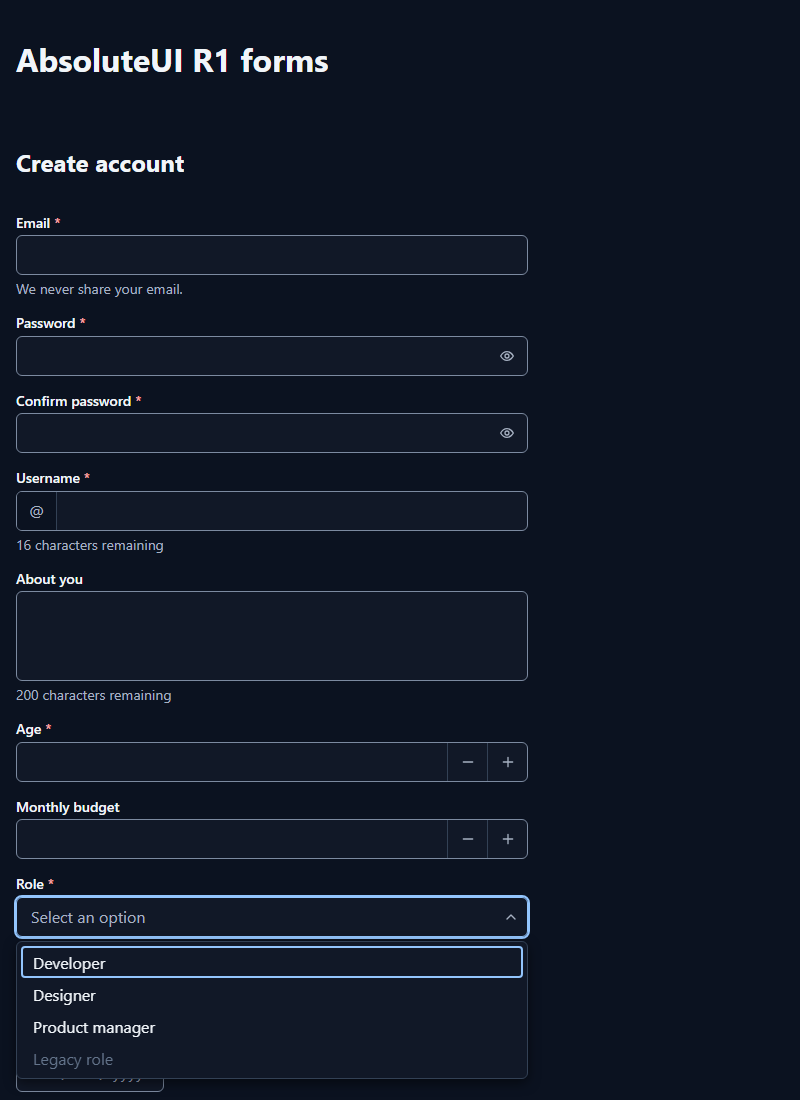 AbsoluteUI R1 forms
Create account
Email *
We never share your email.
Password *
Confirm password *
Username *
@
16 characters remaining
About you
200 characters remaining
Age *
Monthly budget
Role *
Select an option
Developer
Designer
Product manager
Legacy role